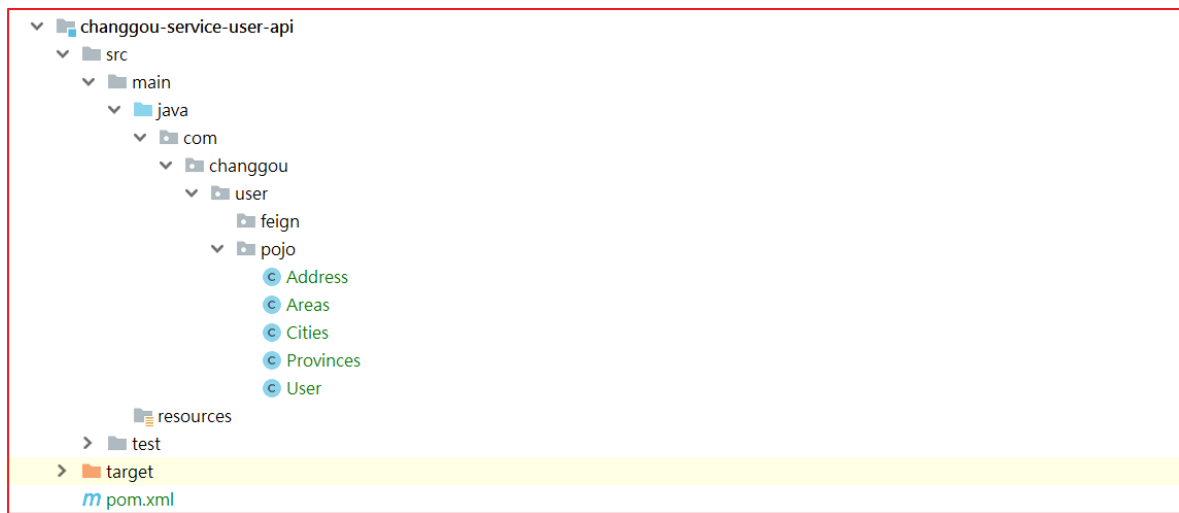 changgou-service-user-api
src
main
java
com
changgou
user
feign
pojo
C Address
C Areas
C Cities
C Provinces
C User
resources
test
target
m pom.xml